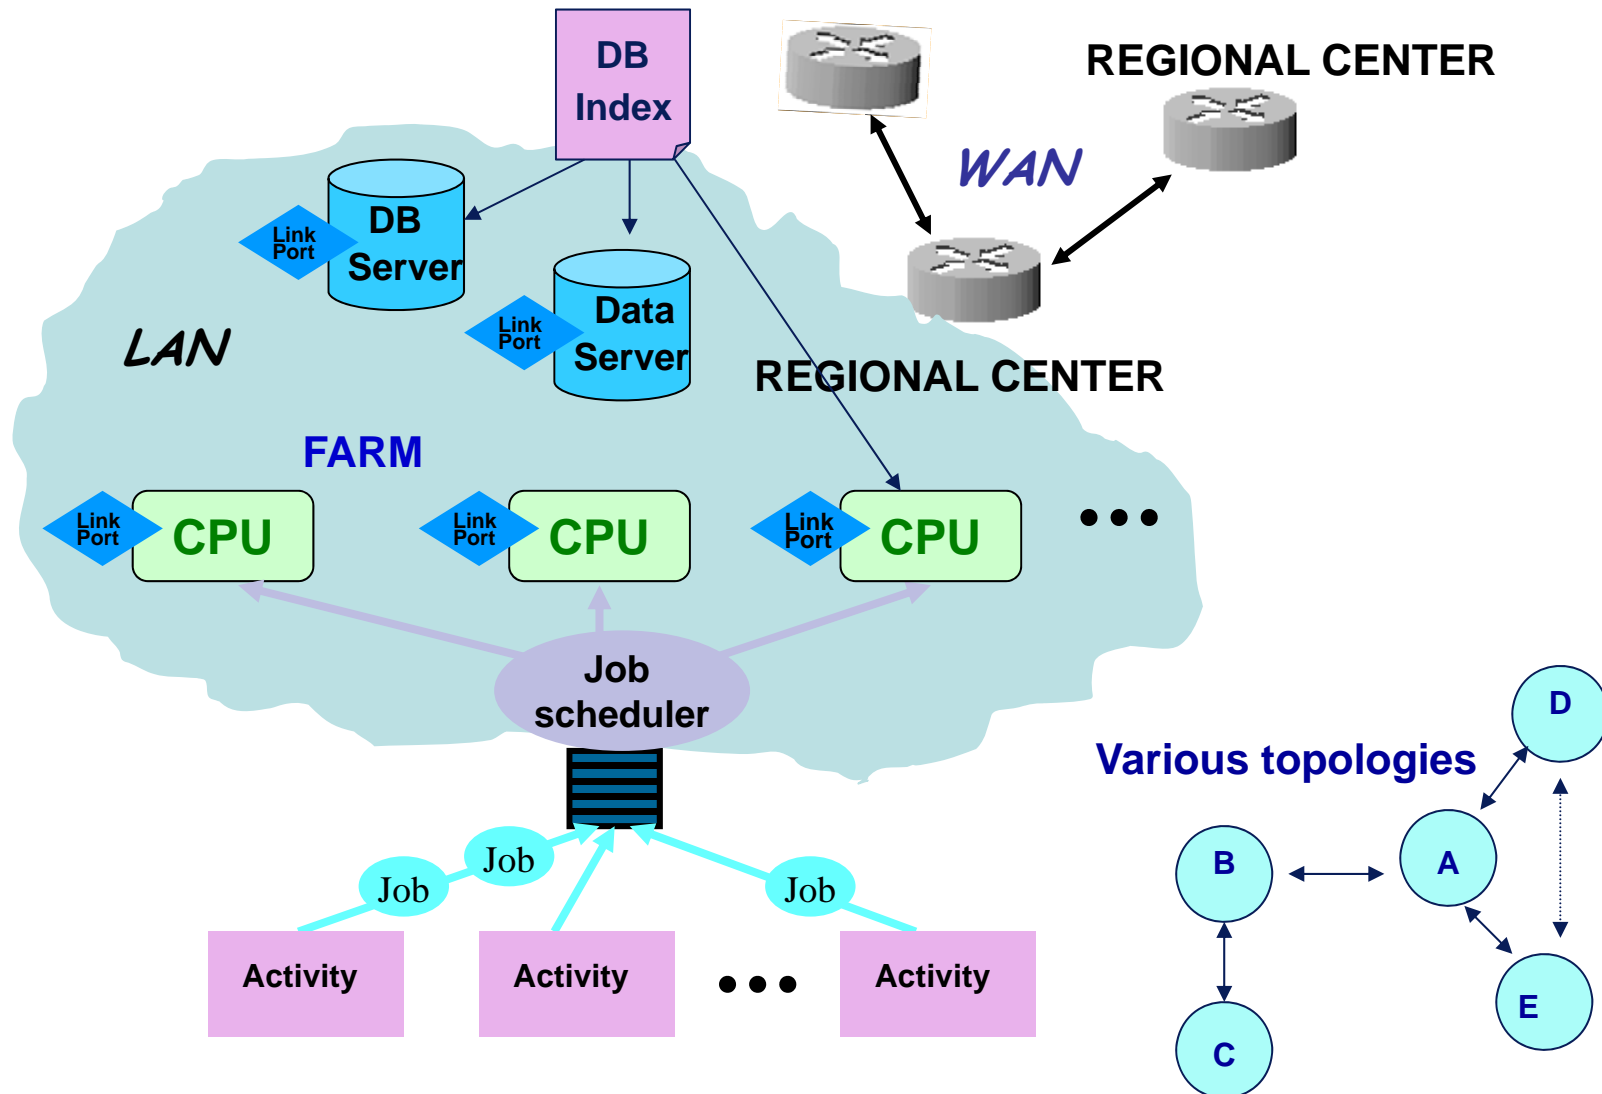 DB
Index
REGIONAL CENTER
WAN
DB
Server
Link
Port
Data
Server
Link
Port
LAN
REGIONAL CENTER
FARM
Link
Port
CPU
Link
Port
CPU
Link
Port
CPU
Job
scheduler
Various topologies
D
B
A
E
C
Job
Job
Job
Activity
Activity
Activity